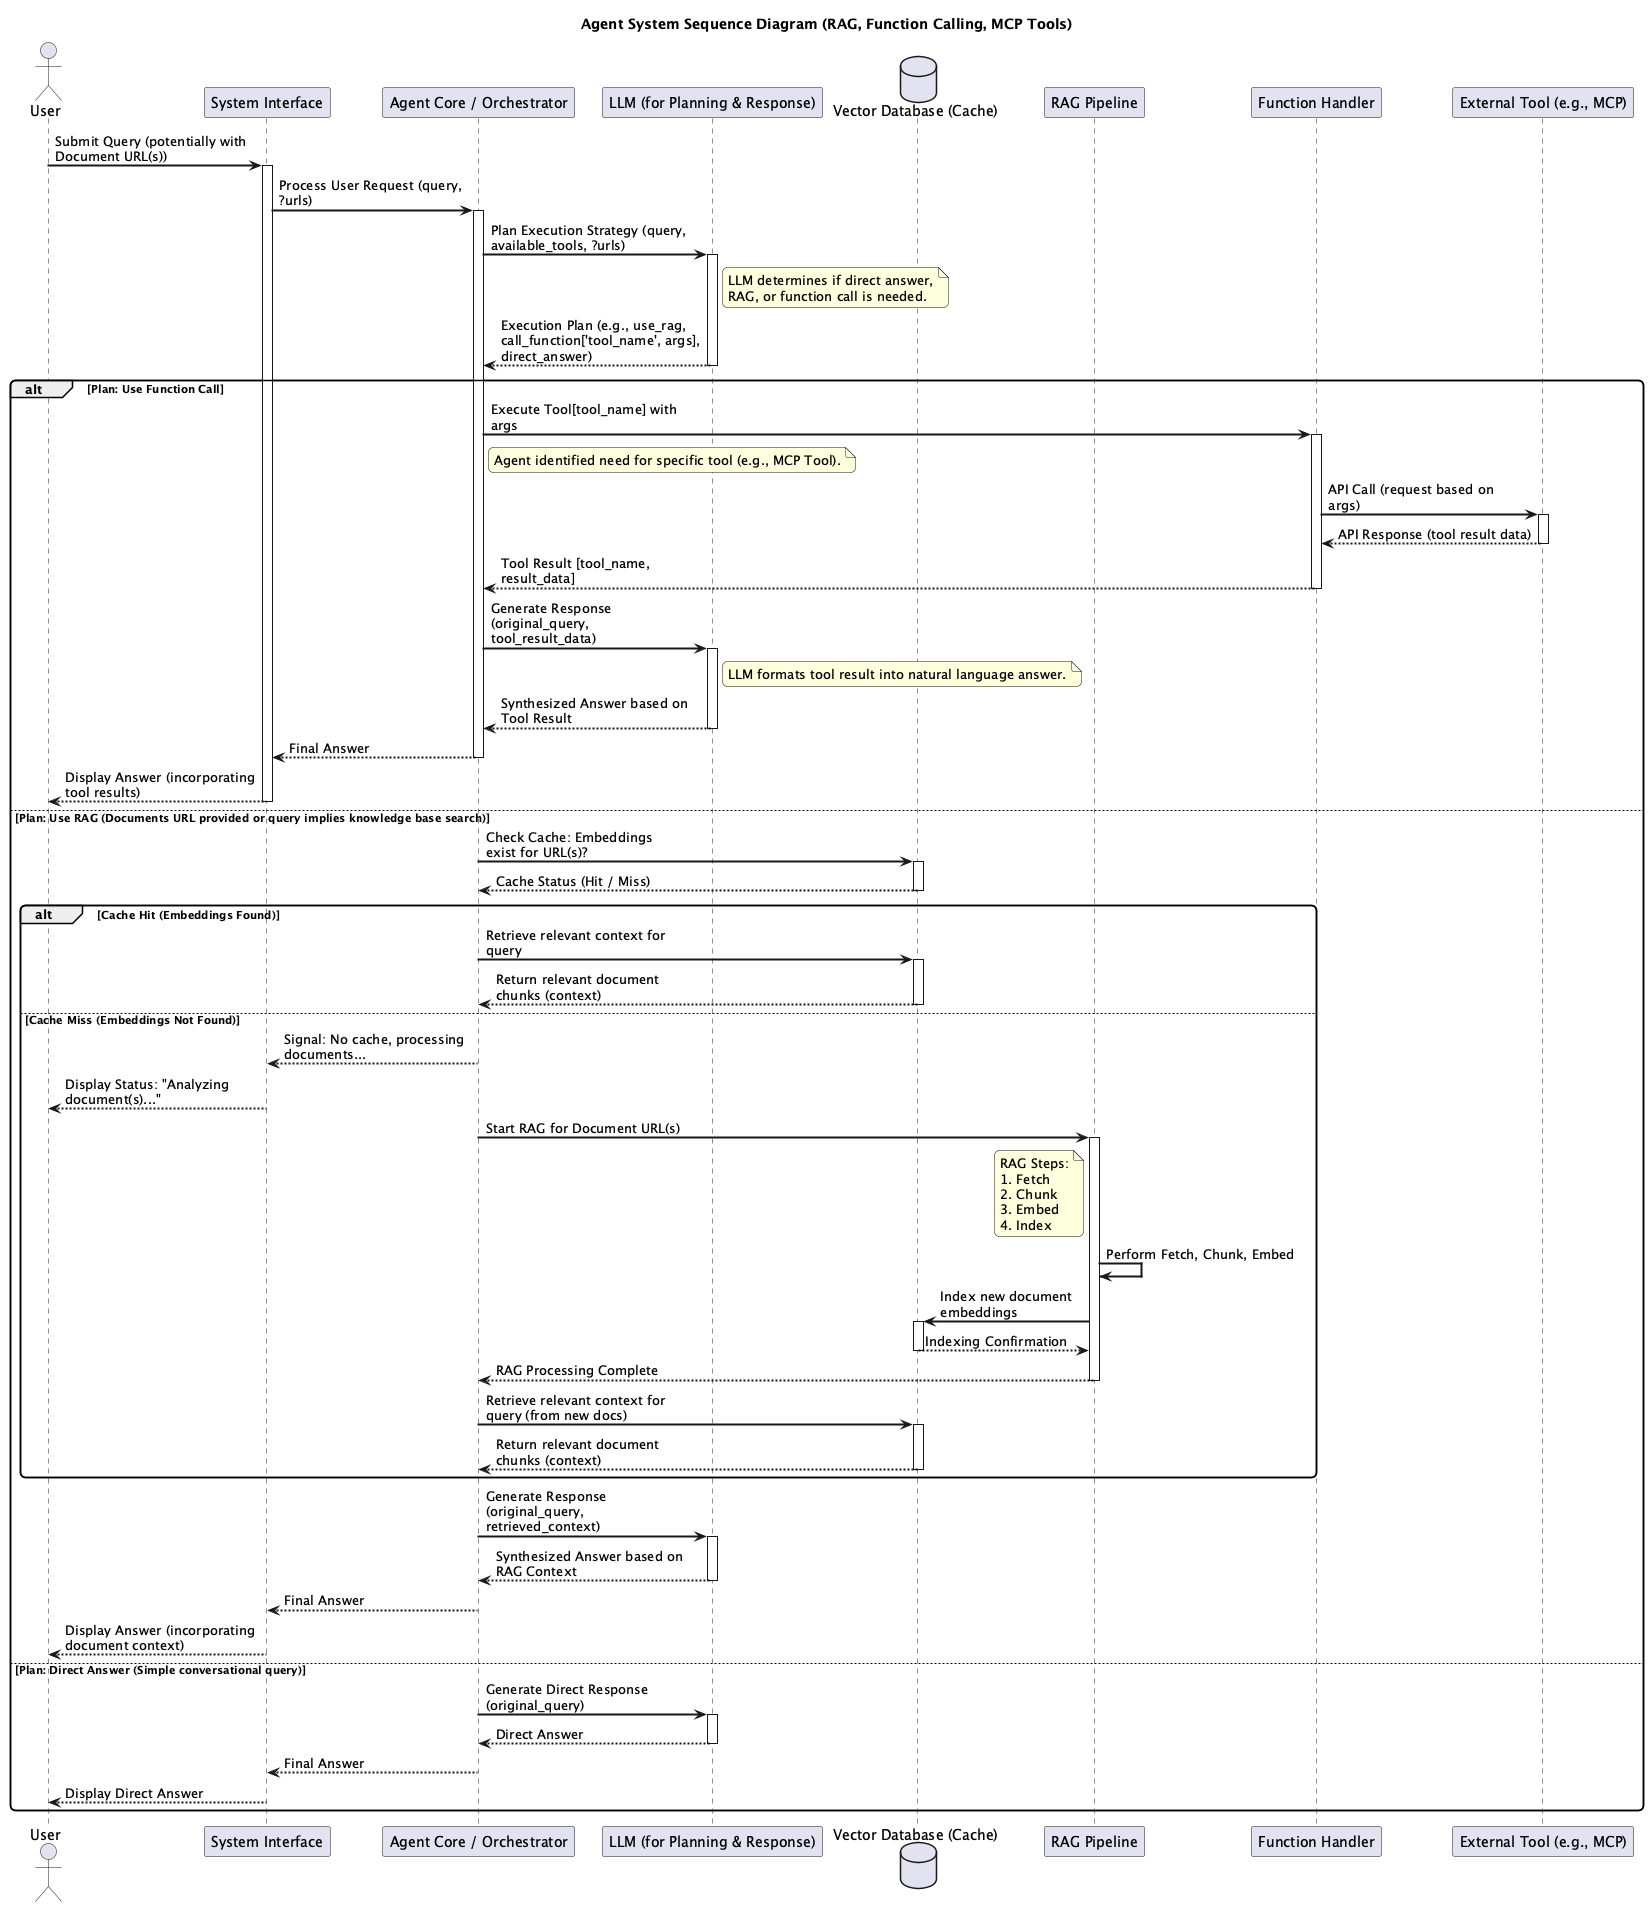 Agent System Sequence Diagram (RAG, Function Calling, MCP Tools)
User
System Interface
Agent Core / Orchestrator
LLM (for Planning & Response)
Vector Database (Cache)
RAG Pipeline
Function Handler
External Tool (e.g., MCP)
Submit Query (potentially with
Document URL(s))
Process User Request (query,
?urls)
Plan Execution Strategy (query,
available_tools, ?urls)
LLM determines if direct answer,
RAG, or function call is needed.
Execution Plan (e.g., use_rag,
call_function['tool_name', args],
direct_answer)
alt
[Plan: Use Function Call]
Execute Tool[tool_name] with
args
Agent identified need for specific tool (e.g., MCP Tool).
API Call (request based on
args)
API Response (tool result data)
Tool Result [tool_name,
result_data]
Generate Response
(original_query,
tool_result_data)
LLM formats tool result into natural language answer.
Synthesized Answer based on
Tool Result
Final Answer
Display Answer (incorporating
tool results)
[Plan: Use RAG (Documents URL provided or query implies knowledge base search)]
Check Cache: Embeddings
exist for URL(s)?
Cache Status (Hit / Miss)
alt
[Cache Hit (Embeddings Found)]
Retrieve relevant context for
query
Return relevant document
chunks (context)
[Cache Miss (Embeddings Not Found)]
Signal: No cache, processing
documents...
Display Status: "Analyzing
document(s)..."
Start RAG for Document URL(s)
RAG Steps:
1. Fetch
2. Chunk
3. Embed
4. Index
Perform Fetch, Chunk, Embed
Index new document
embeddings
Indexing Confirmation
RAG Processing Complete
Retrieve relevant context for
query (from new docs)
Return relevant document
chunks (context)
Generate Response
(original_query,
retrieved_context)
Synthesized Answer based on
RAG Context
Final Answer
Display Answer (incorporating
document context)
[Plan: Direct Answer (Simple conversational query)]
Generate Direct Response
(original_query)
Direct Answer
Final Answer
Display Direct Answer
User
System Interface
Agent Core / Orchestrator
LLM (for Planning & Response)
Vector Database (Cache)
RAG Pipeline
Function Handler
External Tool (e.g., MCP)